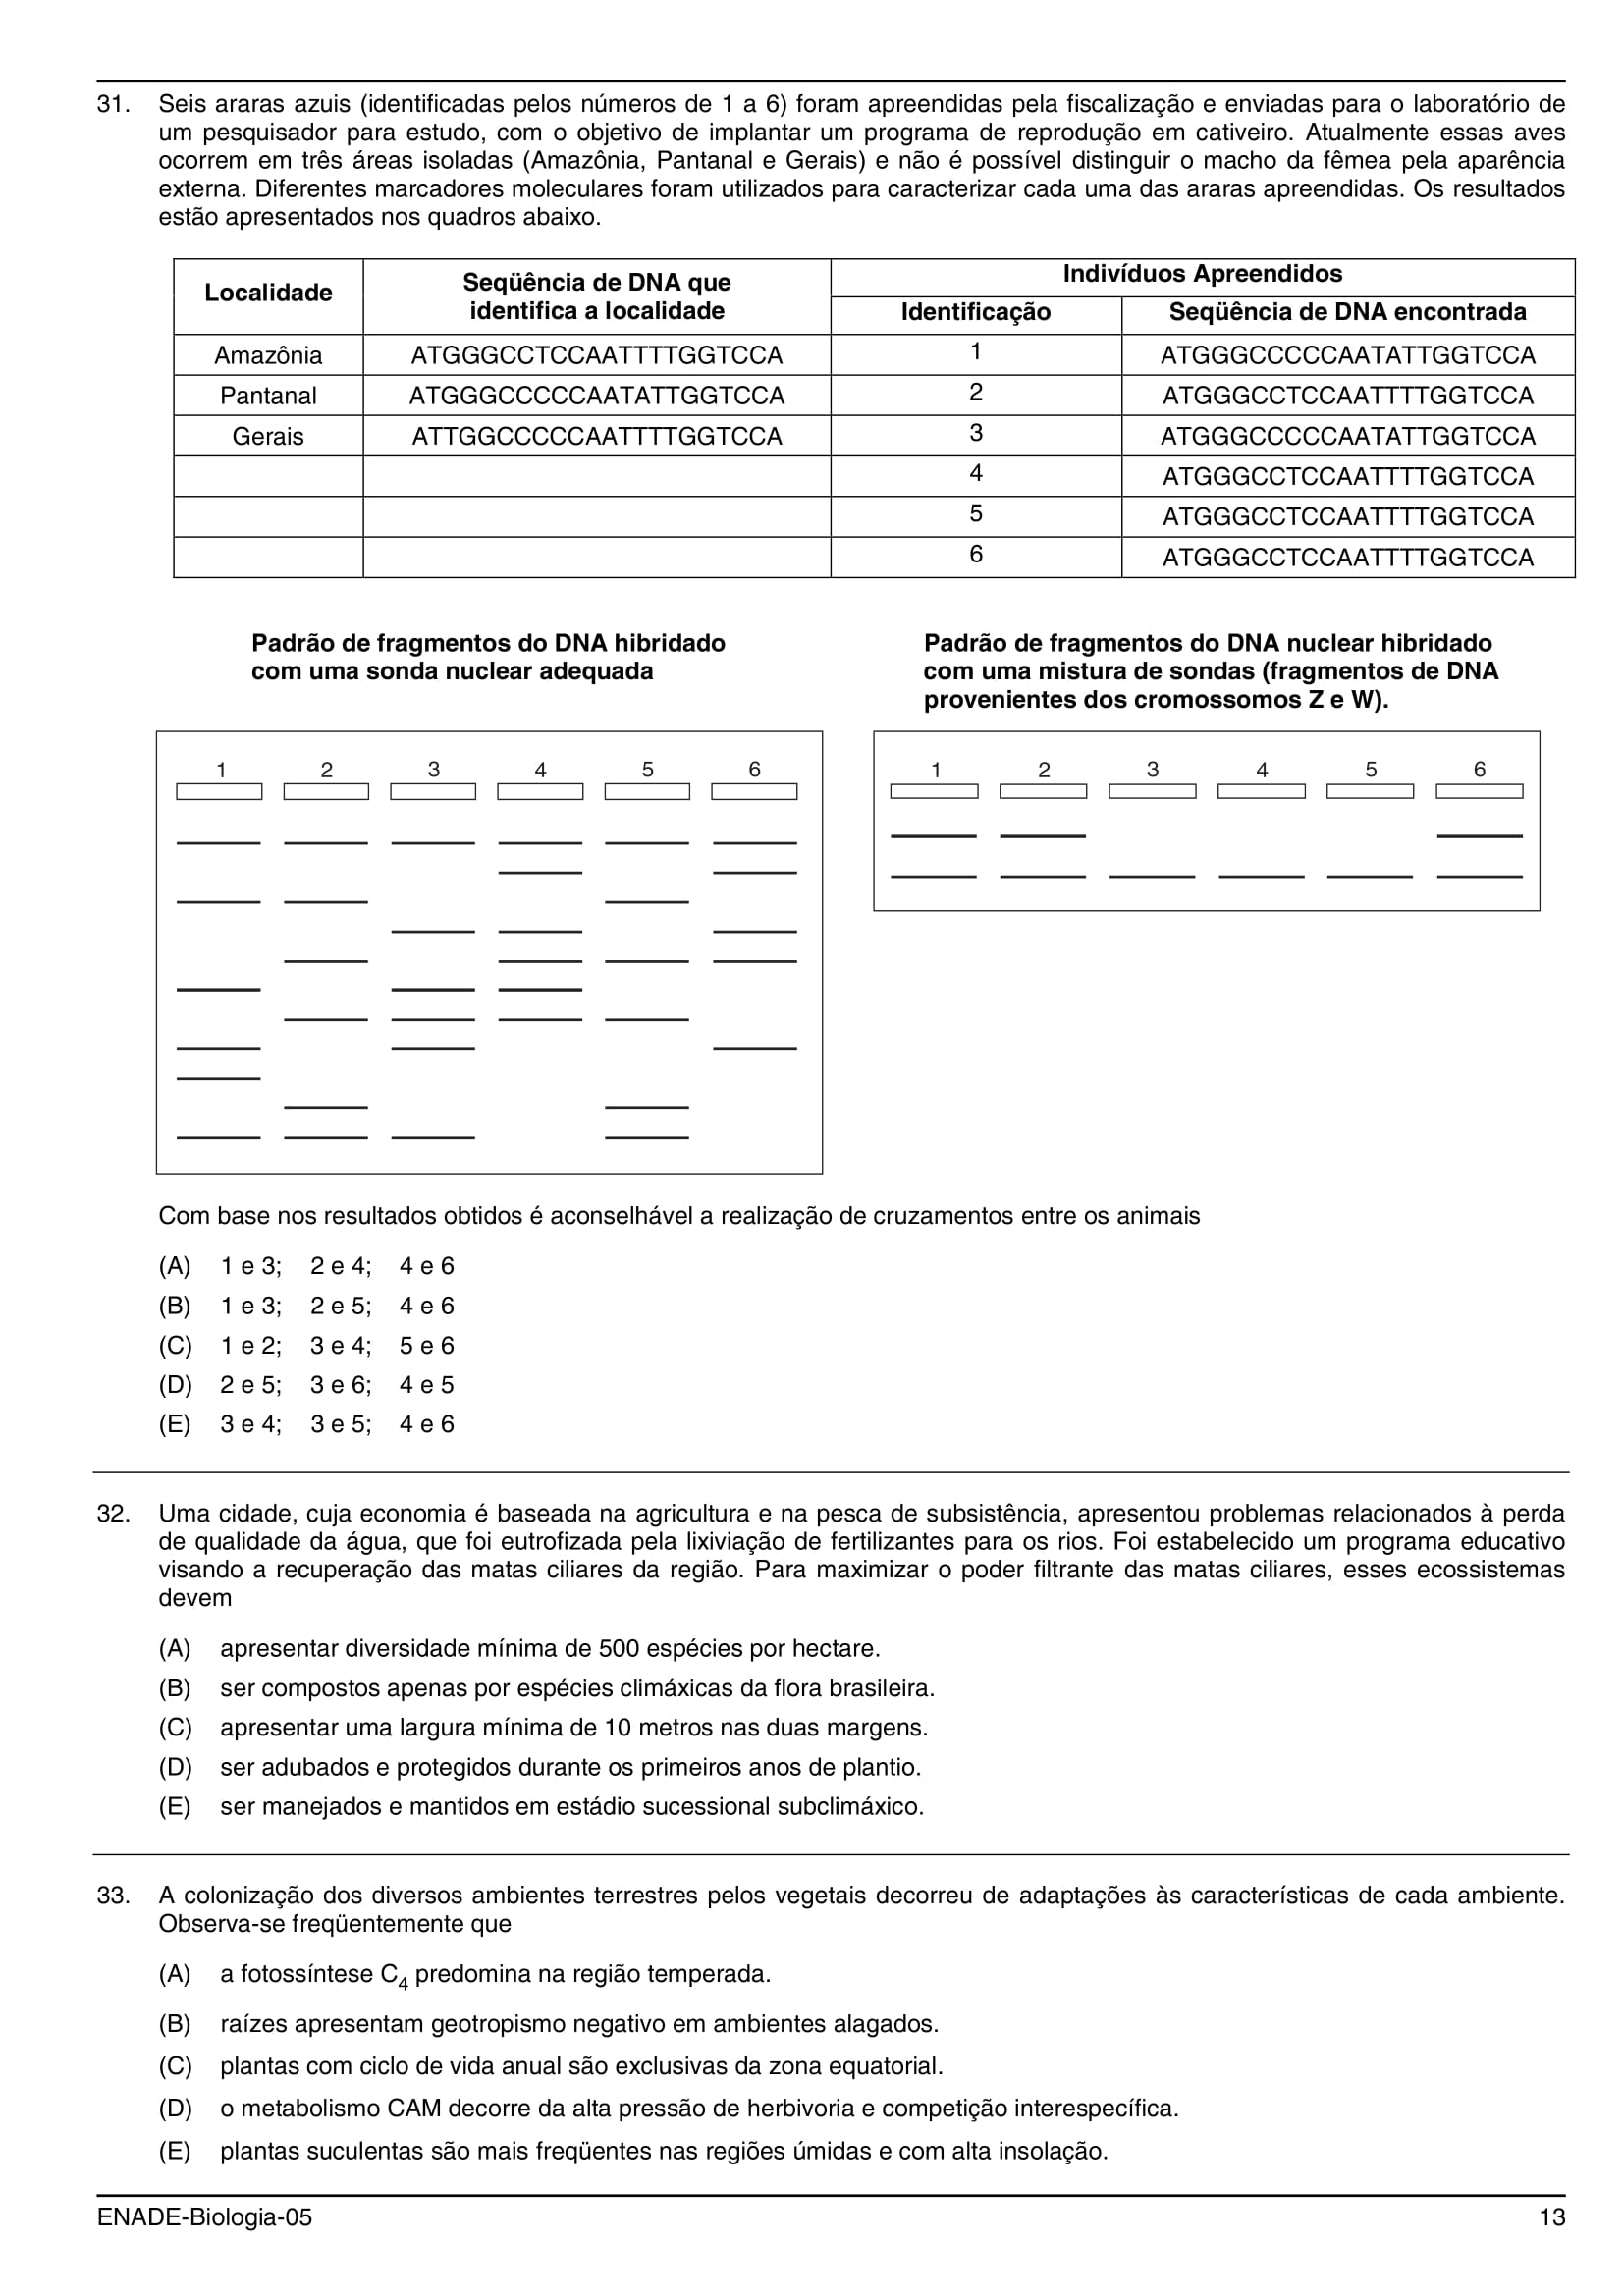 31. Seis araras azuis (identificadas pelos números de 1 a 6) foram apreendidas pela fiscalização e enviadas para o laboratório de
um pesquisador para estudo, com o objetivo de implantar um programa de reprodução em cativeiro. Atualmente essas aves
ocorrem em três áreas isoladas (Amazônia, Pantanal e Gerais) e não é possível distinguir o macho da fêmea pela aparência
externa. Diferentes marcadores moleculares foram utilizados para caracterizar cada uma das araras apreendidas. Os resultados
estão apresentados nos quadros abaixo.
Localidade
Seqüência de DNA que
identifica a localidade
Indivíduos Apreendidos
Identificação Seqüência de DNA encontrada
Amazônia ATGGGCCTCCAATTTTGGTCCA 1 ATGGGCCCCCAATATTGGTCCA
Pantanal ATGGGCCCCCAATATTGGTCCA 2 ATGGGCCTCCAATTTTGGTCCA
Gerais ATTGGCCCCCAATTTTGGTCCA 3 ATGGGCCCCCAATATTGGTCCA
4 ATGGGCCTCCAATTTTGGTCCA
5 ATGGGCCTCCAATTTTGGTCCA
6 ATGGGCCTCCAATTTTGGTCCA
Padrão de fragmentos do DNA hibridado
com uma sonda nuclear adequada
Padrão de fragmentos do DNA nuclear hibridado
com uma mistura de sondas (fragmentos de DNA
provenientes dos cromossomos Z e W).
1 2 3 4 5 6
1 2 3 4 5 6
Com base nos resultados obtidos é aconselhável a realização de cruzamentos entre os animais
(A) 1 e 3; 2 e 4; 4 e 6
(B) 1 e 3; 2 e 5; 4 e 6
(C) 1 e 2; 3 e 4; 5 e 6
(D) 2 e 5; 3 e 6; 4 e 5
(E) 3 e 4; 3 e 5; 4 e 6
32. Uma cidade, cuja economia é baseada na agricultura e na pesca de subsistência, apresentou problemas relacionados à perda
de qualidade da água, que foi eutrofizada pela lixiviação de fertilizantes para os rios. Foi estabelecido um programa educativo
visando a recuperação das matas ciliares da região. Para maximizar o poder filtrante das matas ciliares, esses ecossistemas
devem
(A) apresentar diversidade mínima de 500 espécies por hectare.
(B) ser compostos apenas por espécies climáxicas da flora brasileira.
(C) apresentar uma largura mínima de 10 metros nas duas margens.
(D) ser adubados e protegidos durante os primeiros anos de plantio.
(E) ser manejados e mantidos em estádio sucessional subclimáxico.
33. A colonização dos diversos ambientes terrestres pelos vegetais decorreu de adaptações às características de cada ambiente.
Observa-se freqüentemente que
(A) a fotossíntese C4 predomina na região temperada.
(B) raízes apresentam geotropismo negativo em ambientes alagados.
(C) plantas com ciclo de vida anual são exclusivas da zona equatorial.
(D) o metabolismo CAM decorre da alta pressão de herbivoria e competição interespecífica.
(E) plantas suculentas são mais freqüentes nas regiões úmidas e com alta insolação.
ENADE-Biologia-05 13